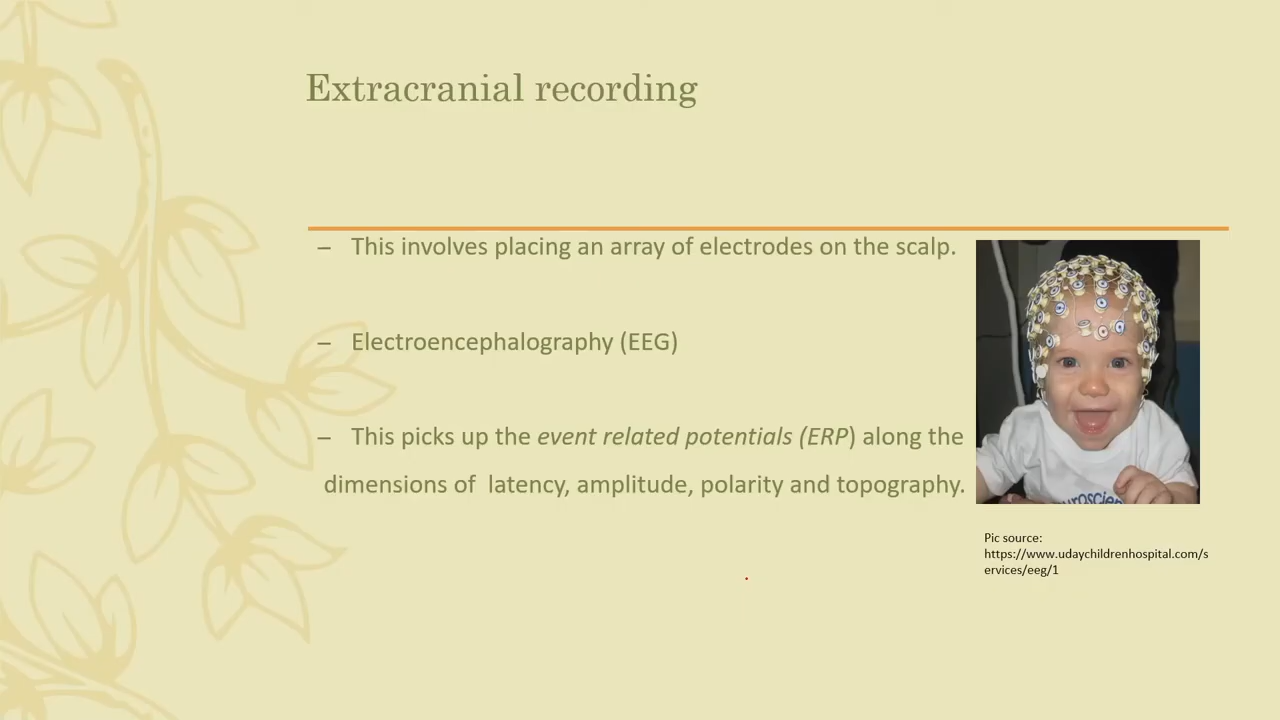 Extracranial recording
– This involves placing an array of electrodes on the scalp.
– Electroencephalography (EEG)
– This picks up the event related potentials (ERP) along the
dimensions of latency, amplitude, polarity and topography.
Pic source:
https://www.udaychildrenhospital.com/s
ervices/eeg/1